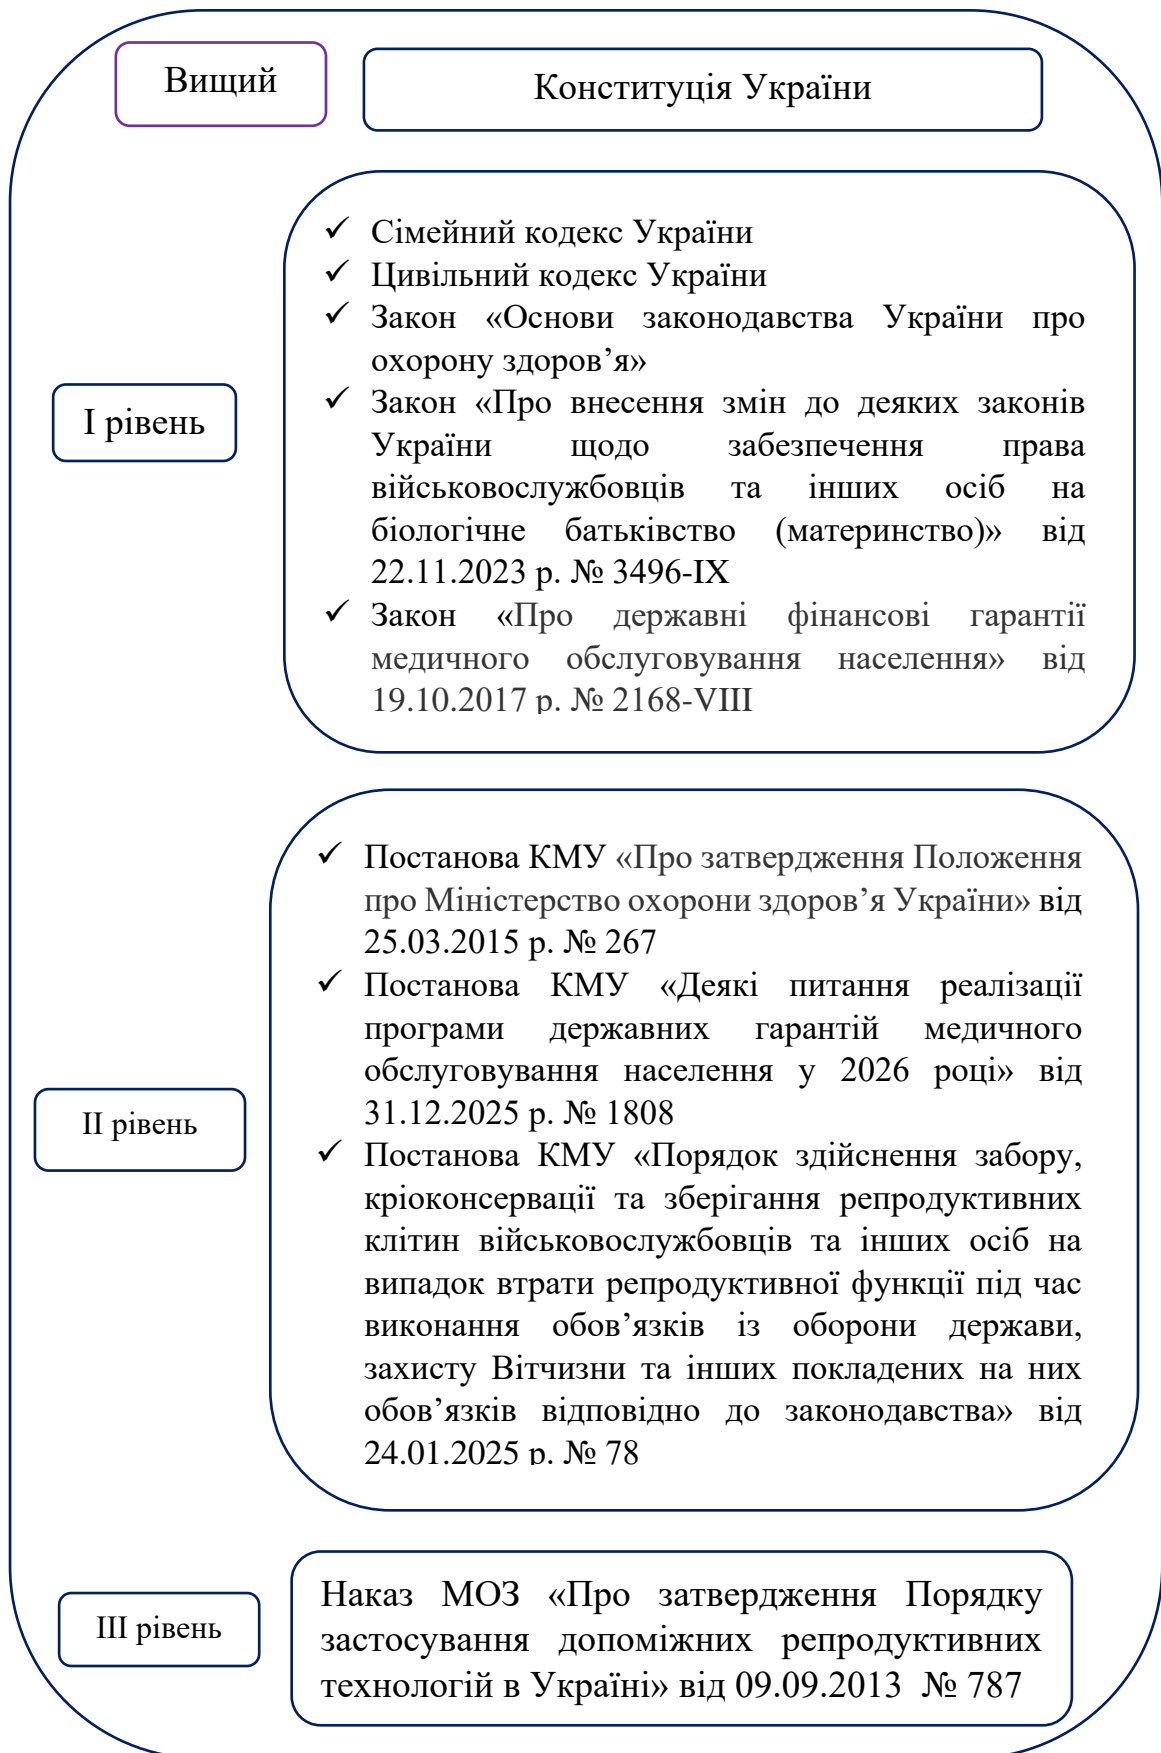 Вищий
Конституція України
✓ Сімейний кодекс України
✓ Цивільний кодекс України
✓ Закон «Основи законодавства України про
охорону здоров’я»
✓ Закон «Про внесення змін до деяких законів
України щодо забезпечення права
військовослужбовців та інших осіб на
біологічне батьківство (материнство)» від
22.11.2023 р. № 3496-IX
✓ Закон «Про державні фінансові гарантії
медичного обслуговування населення» від
19.10.2017 р. № 2168-VIII
І рівень
✓ Постанова КМУ «Про затвердження Положення
про Міністерство охорони здоров’я України» від
25.03.2015 р. № 267
✓ Постанова КМУ «Деякі питання реалізації
програми державних гарантій медичного
обслуговування населення у 2026 році» від
31.12.2025 р. № 1808
✓ Постанова КМУ «Порядок здійснення забору,
кріоконсервації та зберігання репродуктивних
клітин військовослужбовців та інших осіб на
випадок втрати репродуктивної функції під час
виконання обов’язків із оборони держави,
захисту Вітчизни та інших покладених на них
обов’язків відповідно до законодавства» від
24.01.2025 р. № 78
ІІ рівень
Наказ МОЗ «Про затвердження Порядку
застосування допоміжних репродуктивних
технологій в Україні» від 09.09.2013 № 787
ІІІ рівень